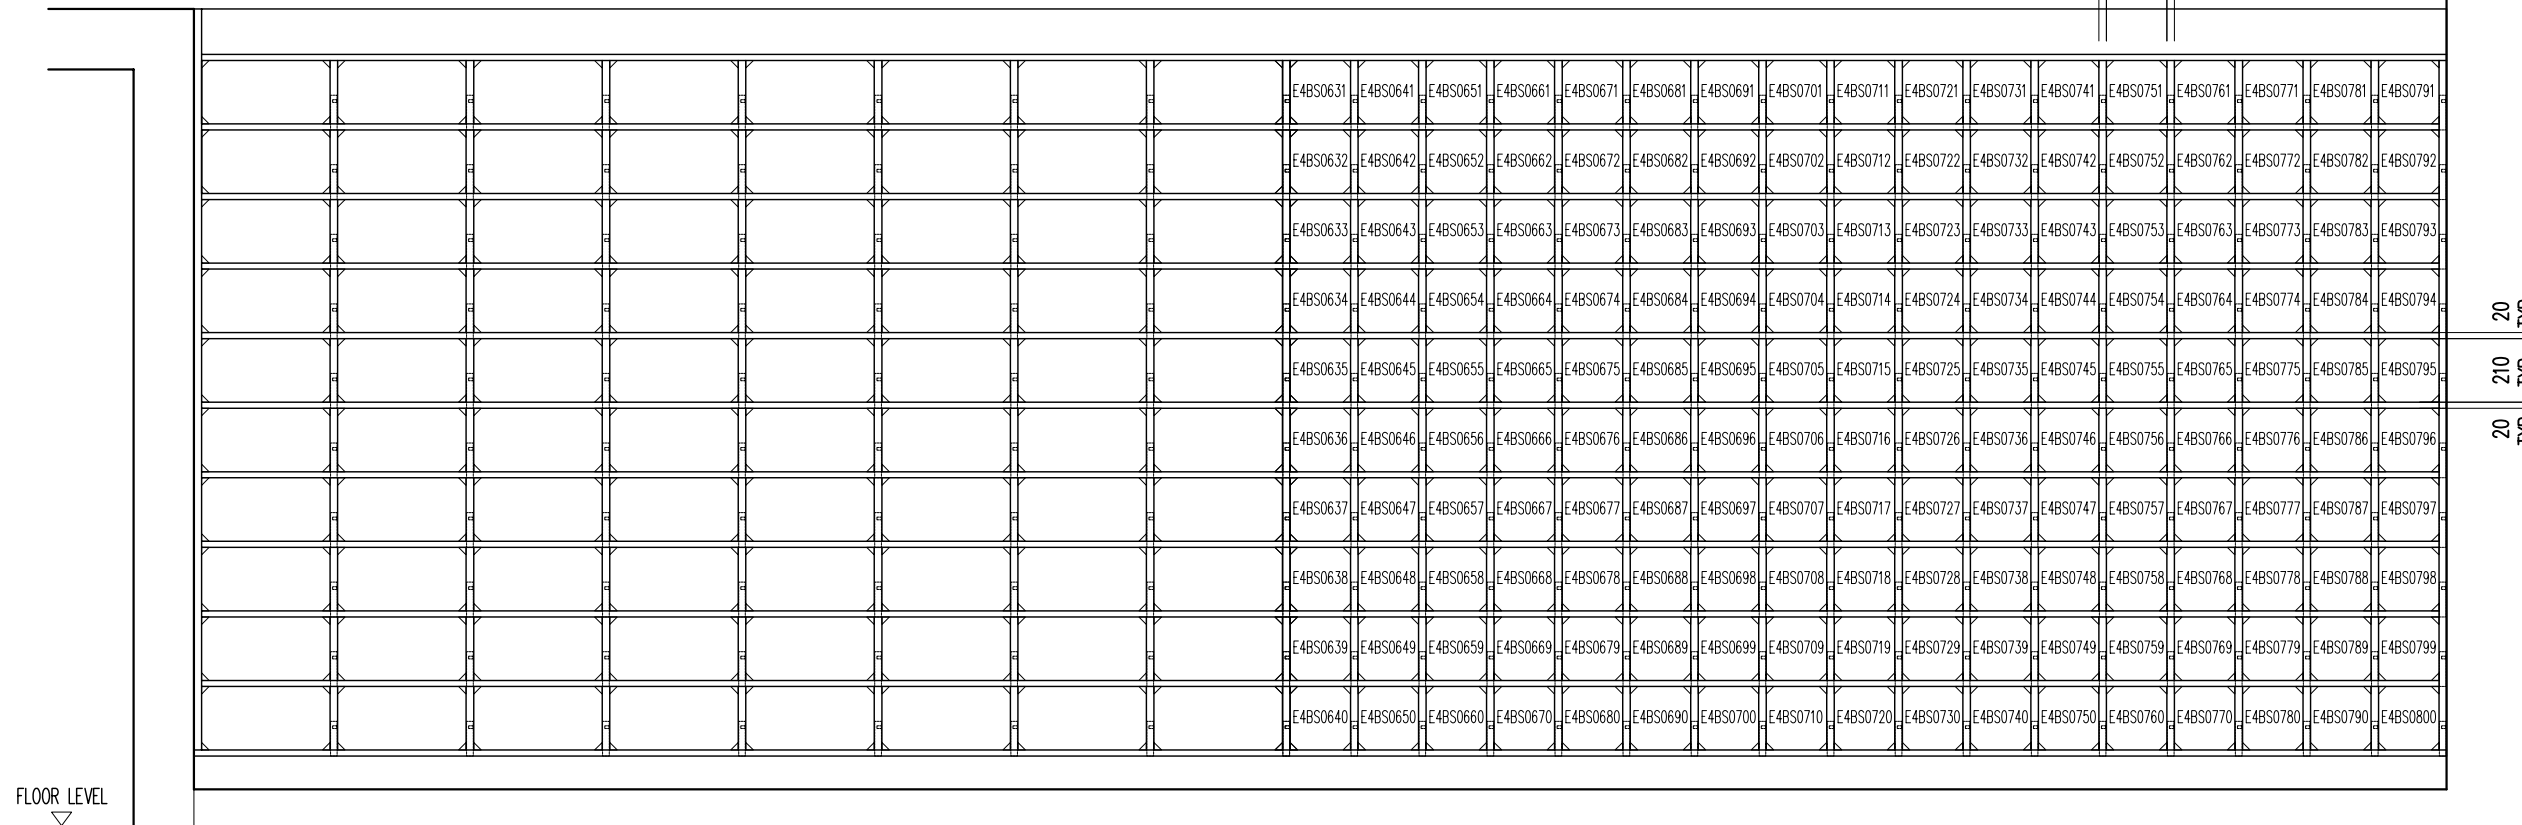 E4BS0631 E4BS0641 E4BS0651 E4BS0661 E4BS0671 E4BS0681 E4BS0691 E4BS0701 E4BS0711 E4BS0721 E4BS0731 E4BS0741 E4BS0751 E4BS0761 E4BS0771 E4BS0781 E4BS0791
E4BS0632 E4BS0642 E4BS0652 E4BS0662 E4BS0672 E4BS0682 E4BS0692 E4BS0702 E4BS0712 E4BS0722 E4BS0732 E4BS0742 E4BS0752 E4BS0762 E4BS0772 E4BS0782 E4BS0792
E4BS0633 E4BS0643 E4BS0653 E4BS0663 E4BS0673 E4BS0683 E4BS0693 E4BS0703 E4BS0713 E4BS0723 E4BS0733 E4BS0743 E4BS0753 E4BS0763 E4BS0773 E4BS0783 E4BS0793
E4BS0634 E4BS0644 E4BS0654 E4BS0664 E4BS0674 E4BS0684 E4BS0694 E4BS0704 E4BS0714 E4BS0724 E4BS0734 E4BS0744 E4BS0754 E4BS0764 E4BS0774 E4BS0784 E4BS0794
20
E4BS0635 E4BS0645 E4BS0655 E4BS0665 E4BS0675 E4BS0685 E4BS0695 E4BS0705 E4BS0715 E4BS0725 E4BS0735 E4BS0745 E4BS0755 E4BS0765 E4BS0775 E4BS0785 E4BS0795
210
E4BS0636 E4BS0646 E4BS0656 E4BS0666 E4BS0676 E4BS0686 E4BS0696 E4BS0706 E4BS0716 E4BS0726 E4BS0736 E4BS0746 E4BS0756 E4BS0766 E4BS0776 E4BS0786 E4BS0796
20
E4BS0637 E4BS0647 E4BS0657 E4BS0667 E4BS0677 E4BS0687 E4BS0697 E4BS0707 E4BS0717 E4BS0727 E4BS0737 E4BS0747 E4BS0757 E4BS0767 E4BS0777 E4BS0787 E4BS0797
E4BS0638 E4BS0648 E4BS0658 E4BS0668 E4BS0678 E4BS0688 E4BS0698 E4BS0708 E4BS0718 E4BS0728 E4BS0738 E4BS0748 E4BS0758 E4BS0768 E4BS0778 E4BS0788 E4BS0798
E4BS0639 E4BS0649 E4BS0659 E4BS0669 E4BS0679 E4BS0689 E4BS0699 E4BS0709 E4BS0719 E4BS0729 E4BS0739 E4BS0749 E4BS0759 E4BS0769 E4BS0779 E4BS0789 E4BS0799
E4BS0640 E4BS0650 E4BS0660 E4BS0670 E4BS0680 E4BS0690 E4BS0700 E4BS0710 E4BS0720 E4BS0730 E4BS0740 E4BS0750 E4BS0760 E4BS0770 E4BS0780 E4BS0790 E4BS0800
FLOOR LEVEL